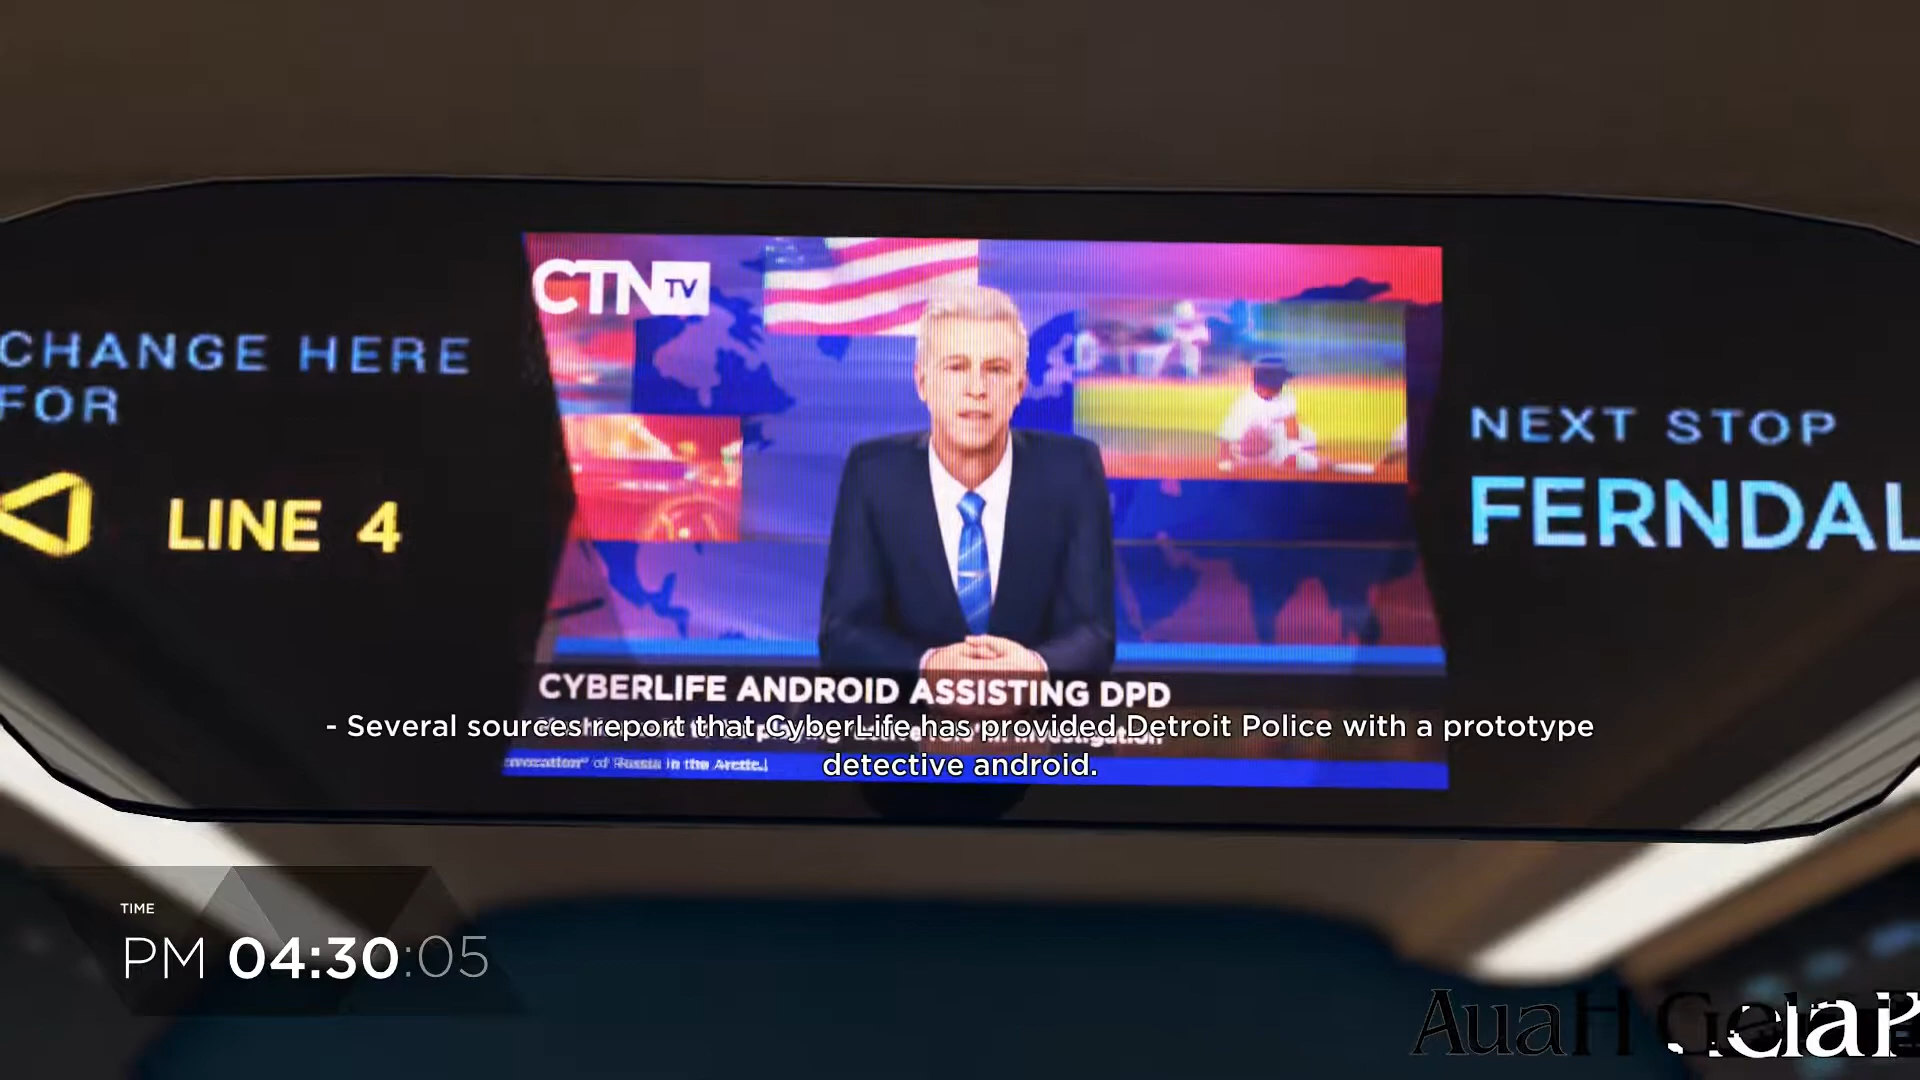 CTN TV
CHANGE HERE
FOR
LINE 4
NEXT STOP
FERNDAL
CYBERLIFE ANDROID ASSISTING DPD
- Several sources report that CyberLife has provided Detroit Police with a prototype
detective android.
of Russia in the Arctic.
TIME
PM 04:30:05
AuaH